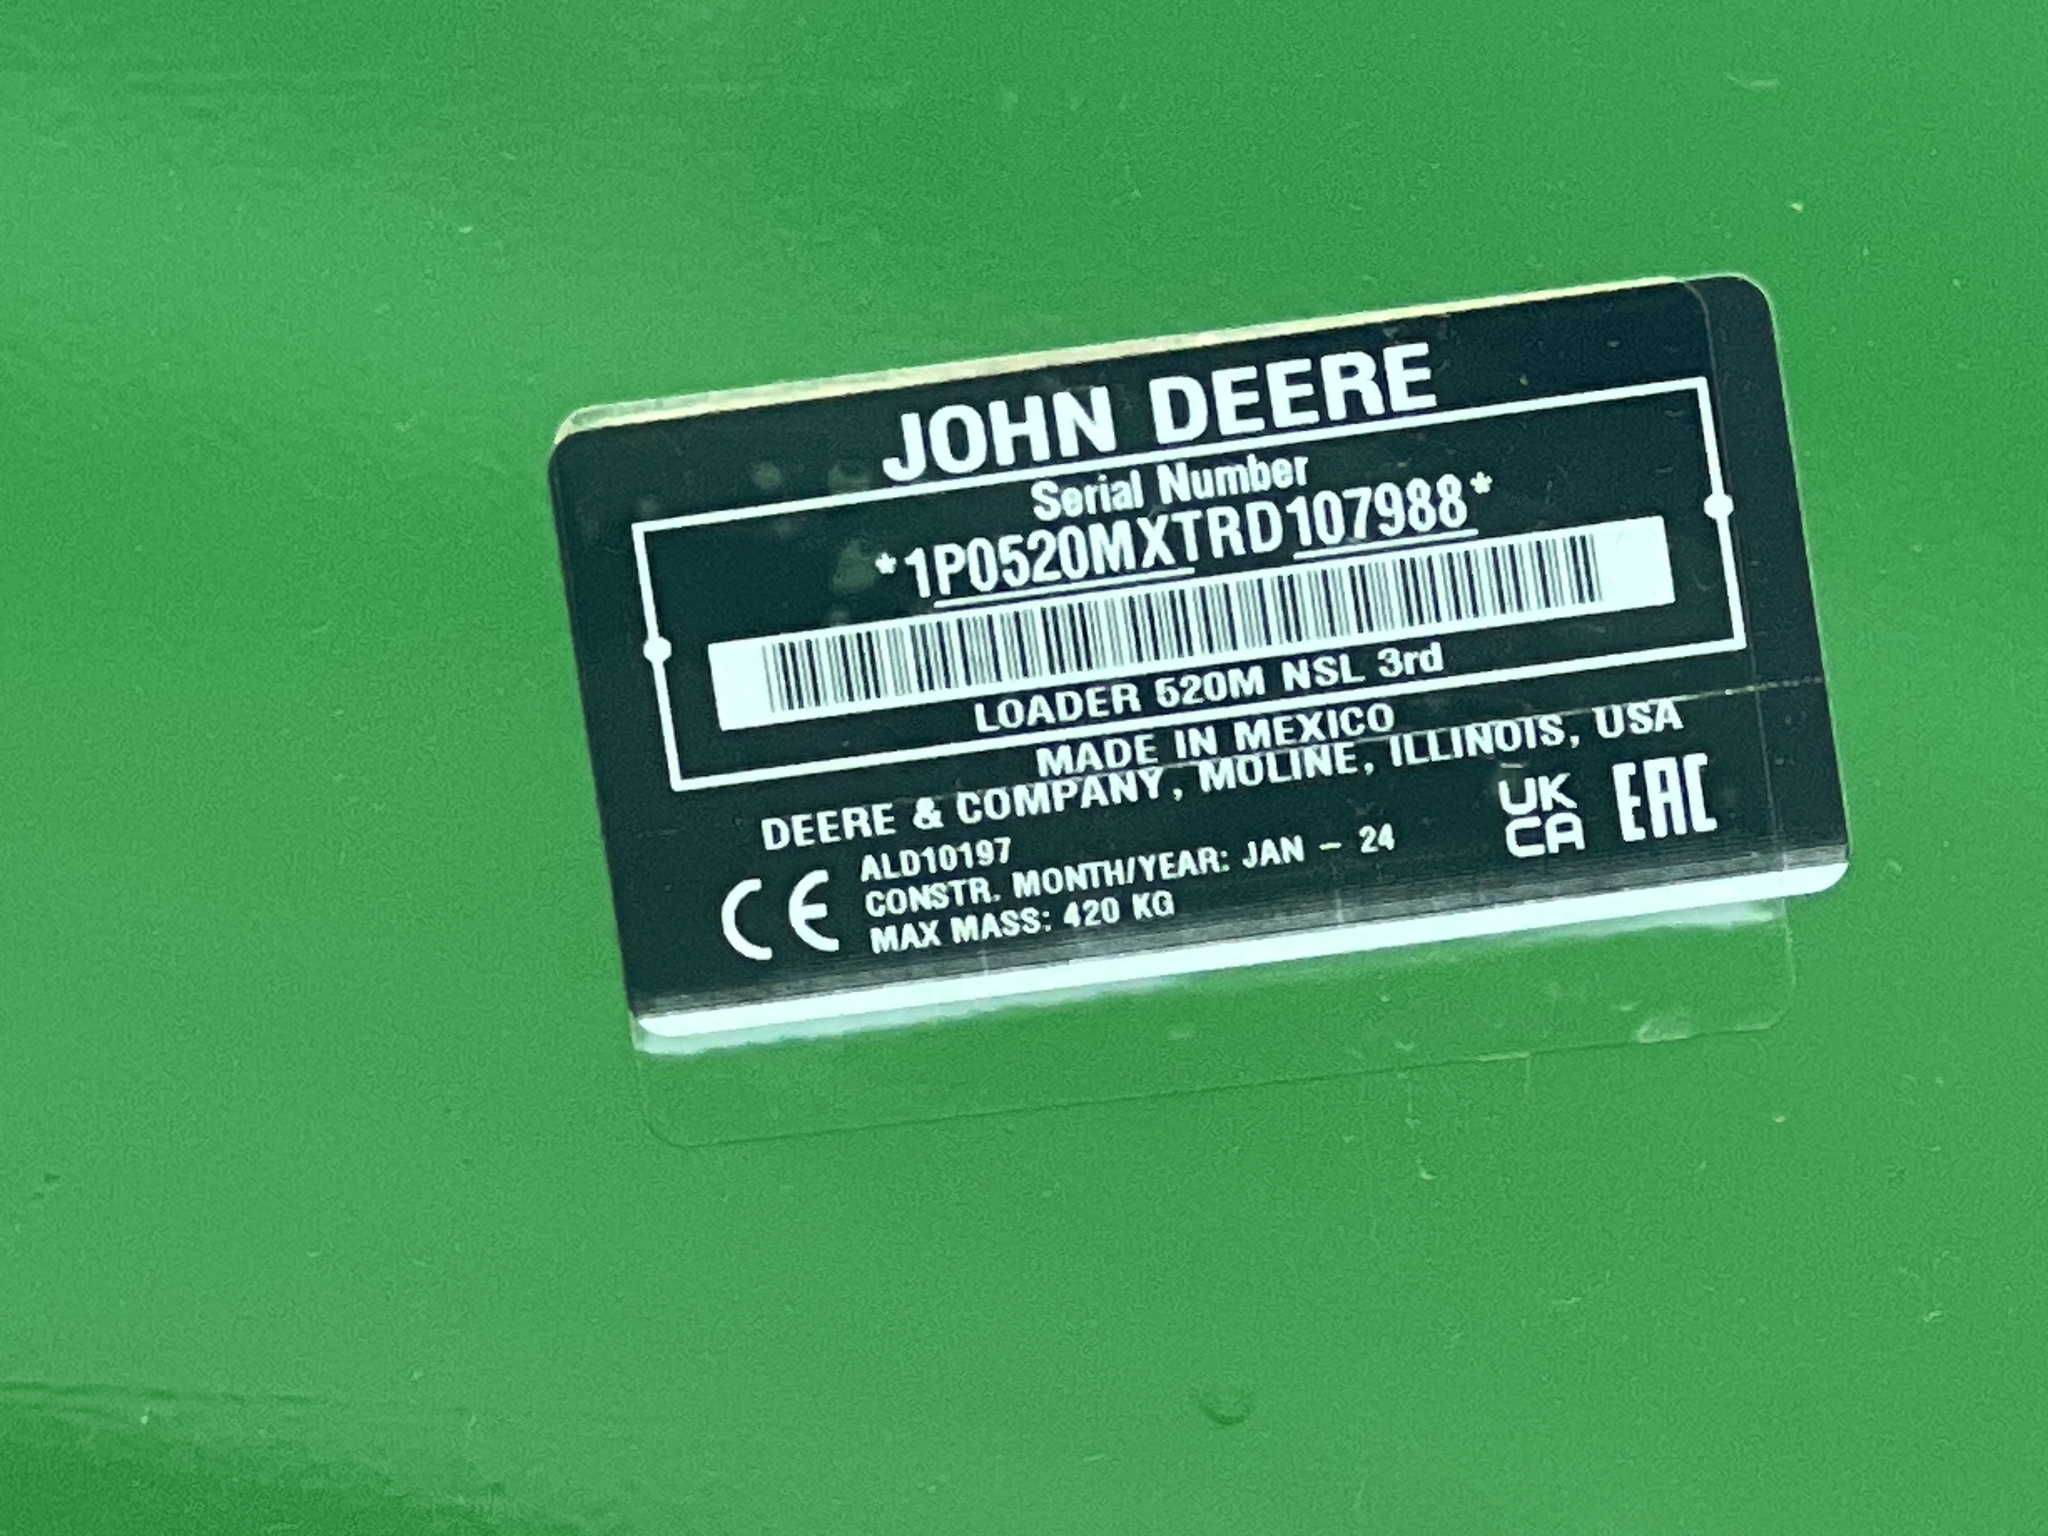 JOHN DEERE
Serial Number
*1P0520MXTRD107988*
LOADER 520M NSL 3rd
MADE IN MEXICO
DEERE & COMPANY, MOLINE, ILLINOIS, USA
ALD10197
CONSTR. MONTH/YEAR: JAN - 24
MAX MASS: 420 KG
CE
UK
CA
EAC